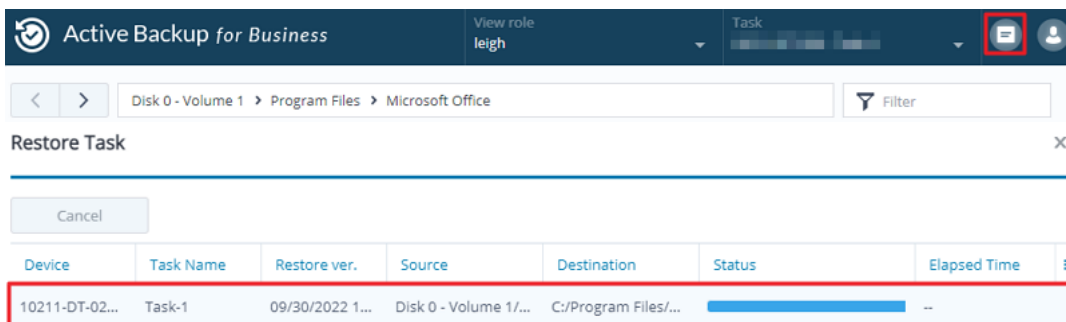 Active Backup for Business
View role
leigh
Task
Disk 0 - Volume 1 > Program Files > Microsoft Office
Filter
Restore Task
Cancel
Device Task Name Restore ver. Source Destination Status Elapsed Time
10211-DT-02... Task-1 09/30/2022 1... Disk 0 - Volume 1/... C:/Program Files/... --